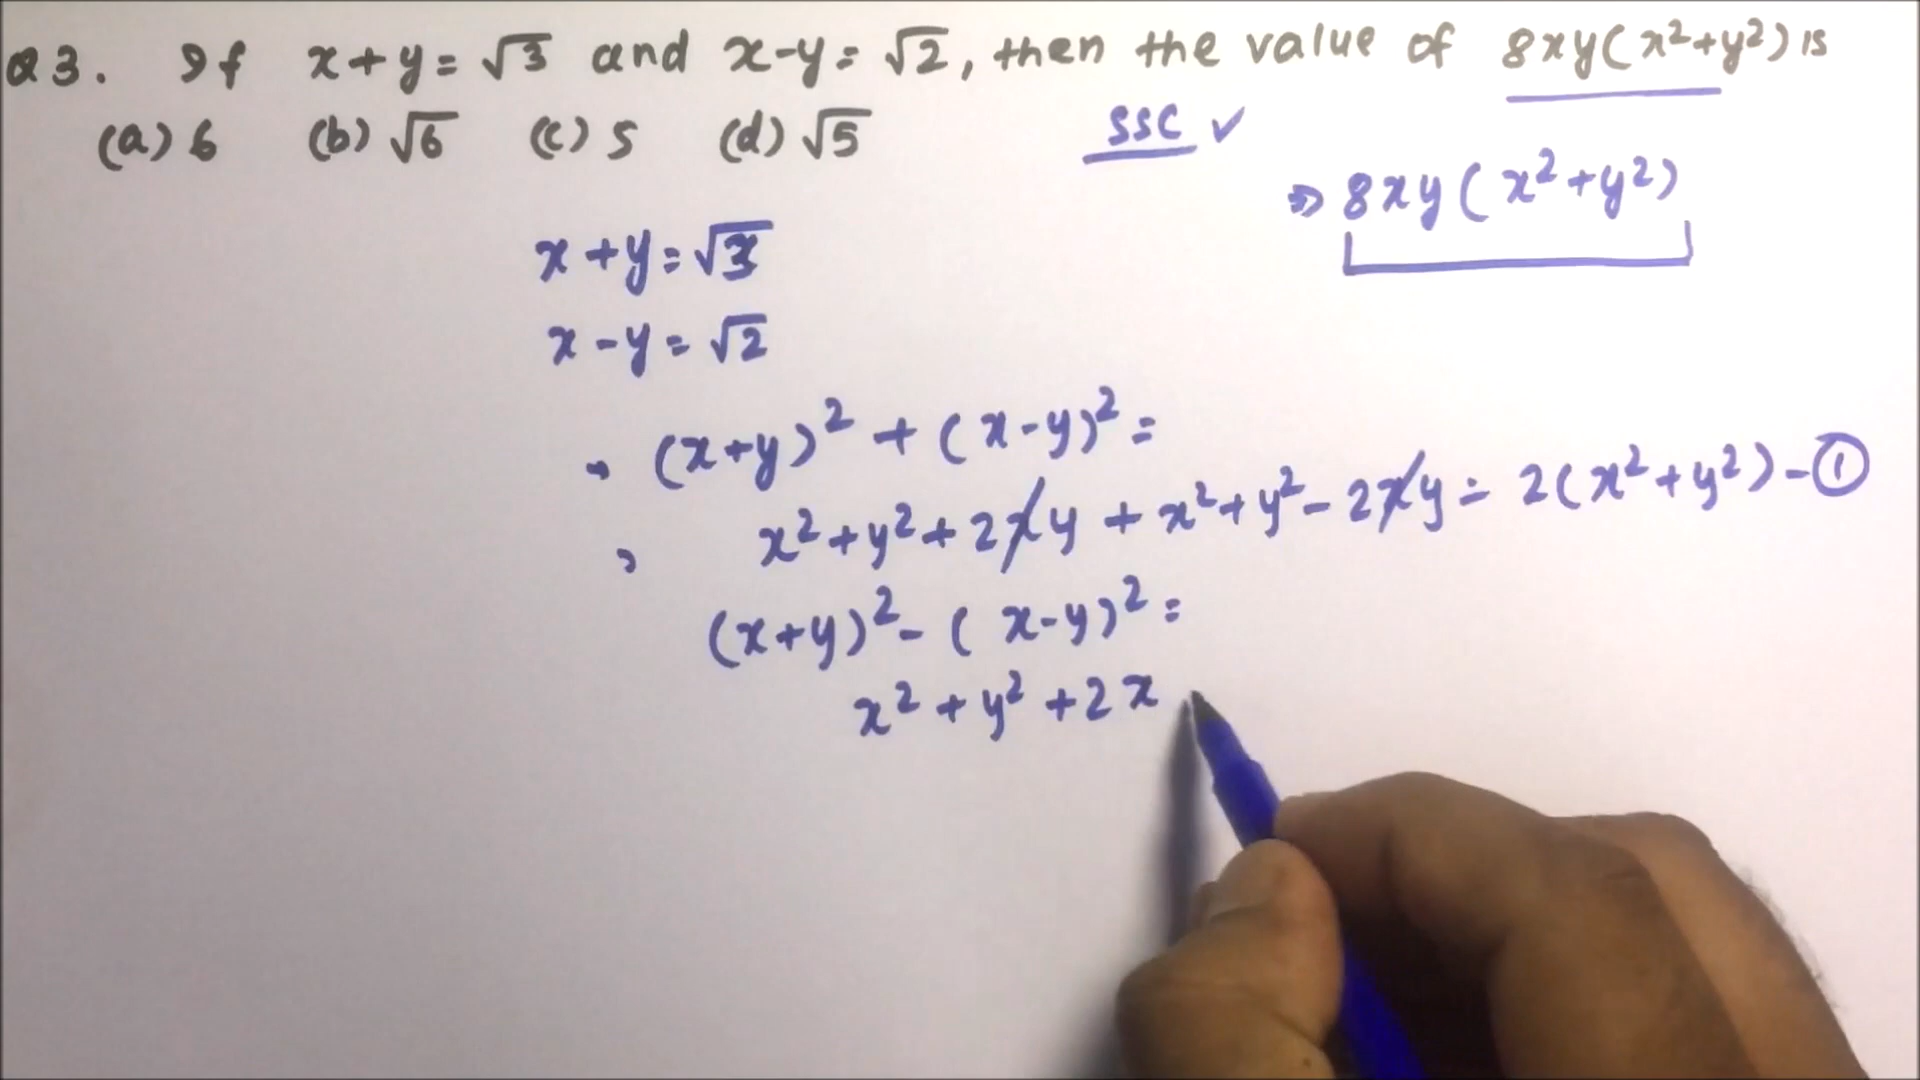 Q3. If x+y=√3 and x-y=√2, then the value of 8xy(x²+y²) is
(a) 6 (b) √6 (c) 5 (d) √5
SSC ✓
⇒ 8xy(x²+y²)
x+y=√3
x-y=√2
(x+y)²+(x-y)²=
x²+y²+2xy+x²+y²-2xy=2(x²+y²)-①
(x+y)²-(x-y)²=
x²+y²+2x